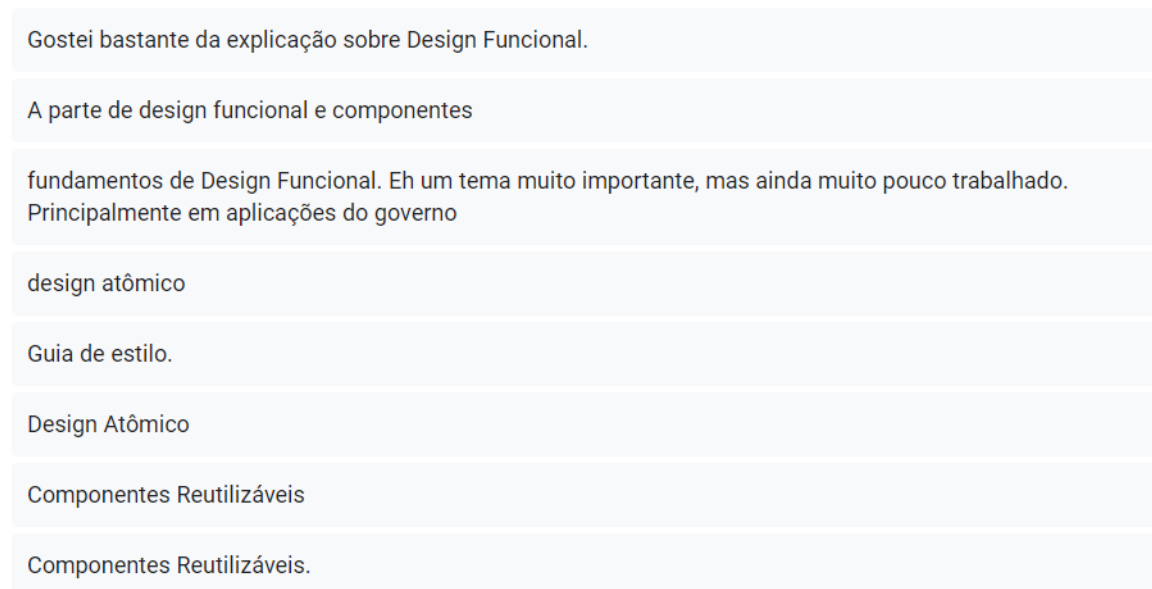 Gostei bastante da explicação sobre Design Funcional.
A parte de design funcional e componentes
fundamentos de Design Funcional. Eh um tema muito importante, mas ainda muito pouco trabalhado.
Principalmente em aplicações do governo
design atômico
Guia de estilo.
Design Atômico
Componentes Reutilizáveis
Componentes Reutilizáveis.